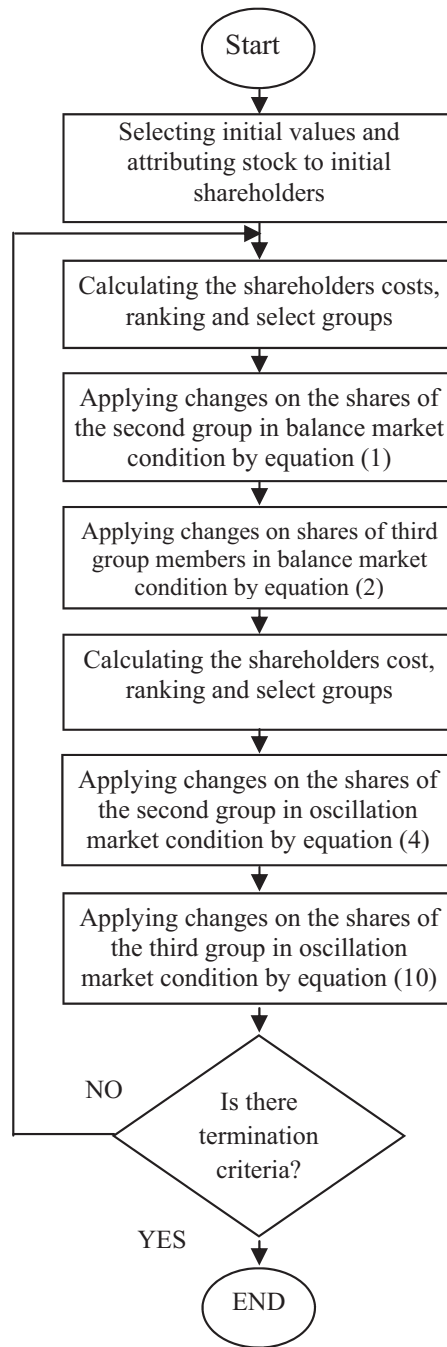 Start
Selecting initial values and
attributing stock to initial
shareholders
Calculating the shareholders costs,
ranking and select groups
Applying changes on the shares of
the second group in balance market
condition by equation (1)
Applying changes on shares of third
group members in balance market
condition by equation (2)
Calculating the shareholders cost,
ranking and select groups
Applying changes on the shares of
the second group in oscillation
market condition by equation (4)
Applying changes on the shares of
the third group in oscillation
market condition by equation (10)
NO
Is there
termination
criteria?
YES
END